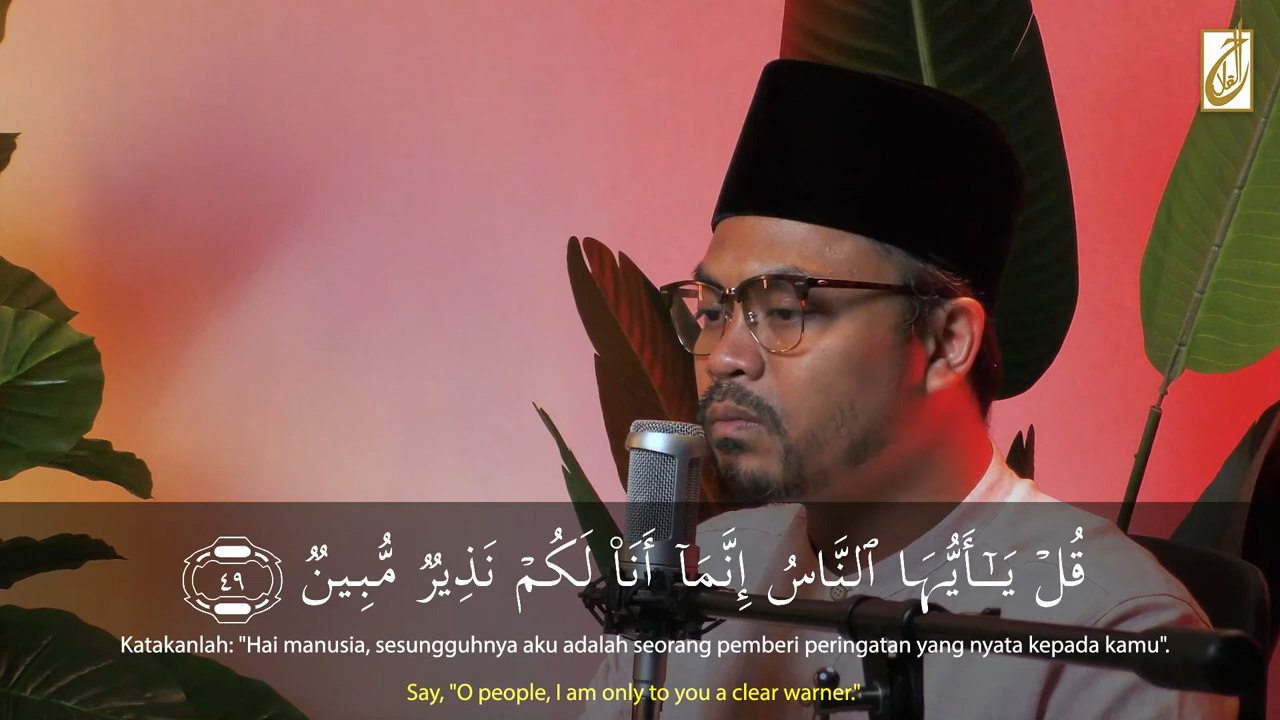 قُلْ يَـٰٓأَيُّهَا ٱلنَّاسُ إِنَّمَآ أَنَا۠ لَكُمْ نَذِيرٌ مُّبِينٌ ٤٩
Katakanlah: "Hai manusia, sesungguhnya aku adalah seorang pemberi peringatan yang nyata kepada kamu".
Say, "O people, I am only to you a clear warner."